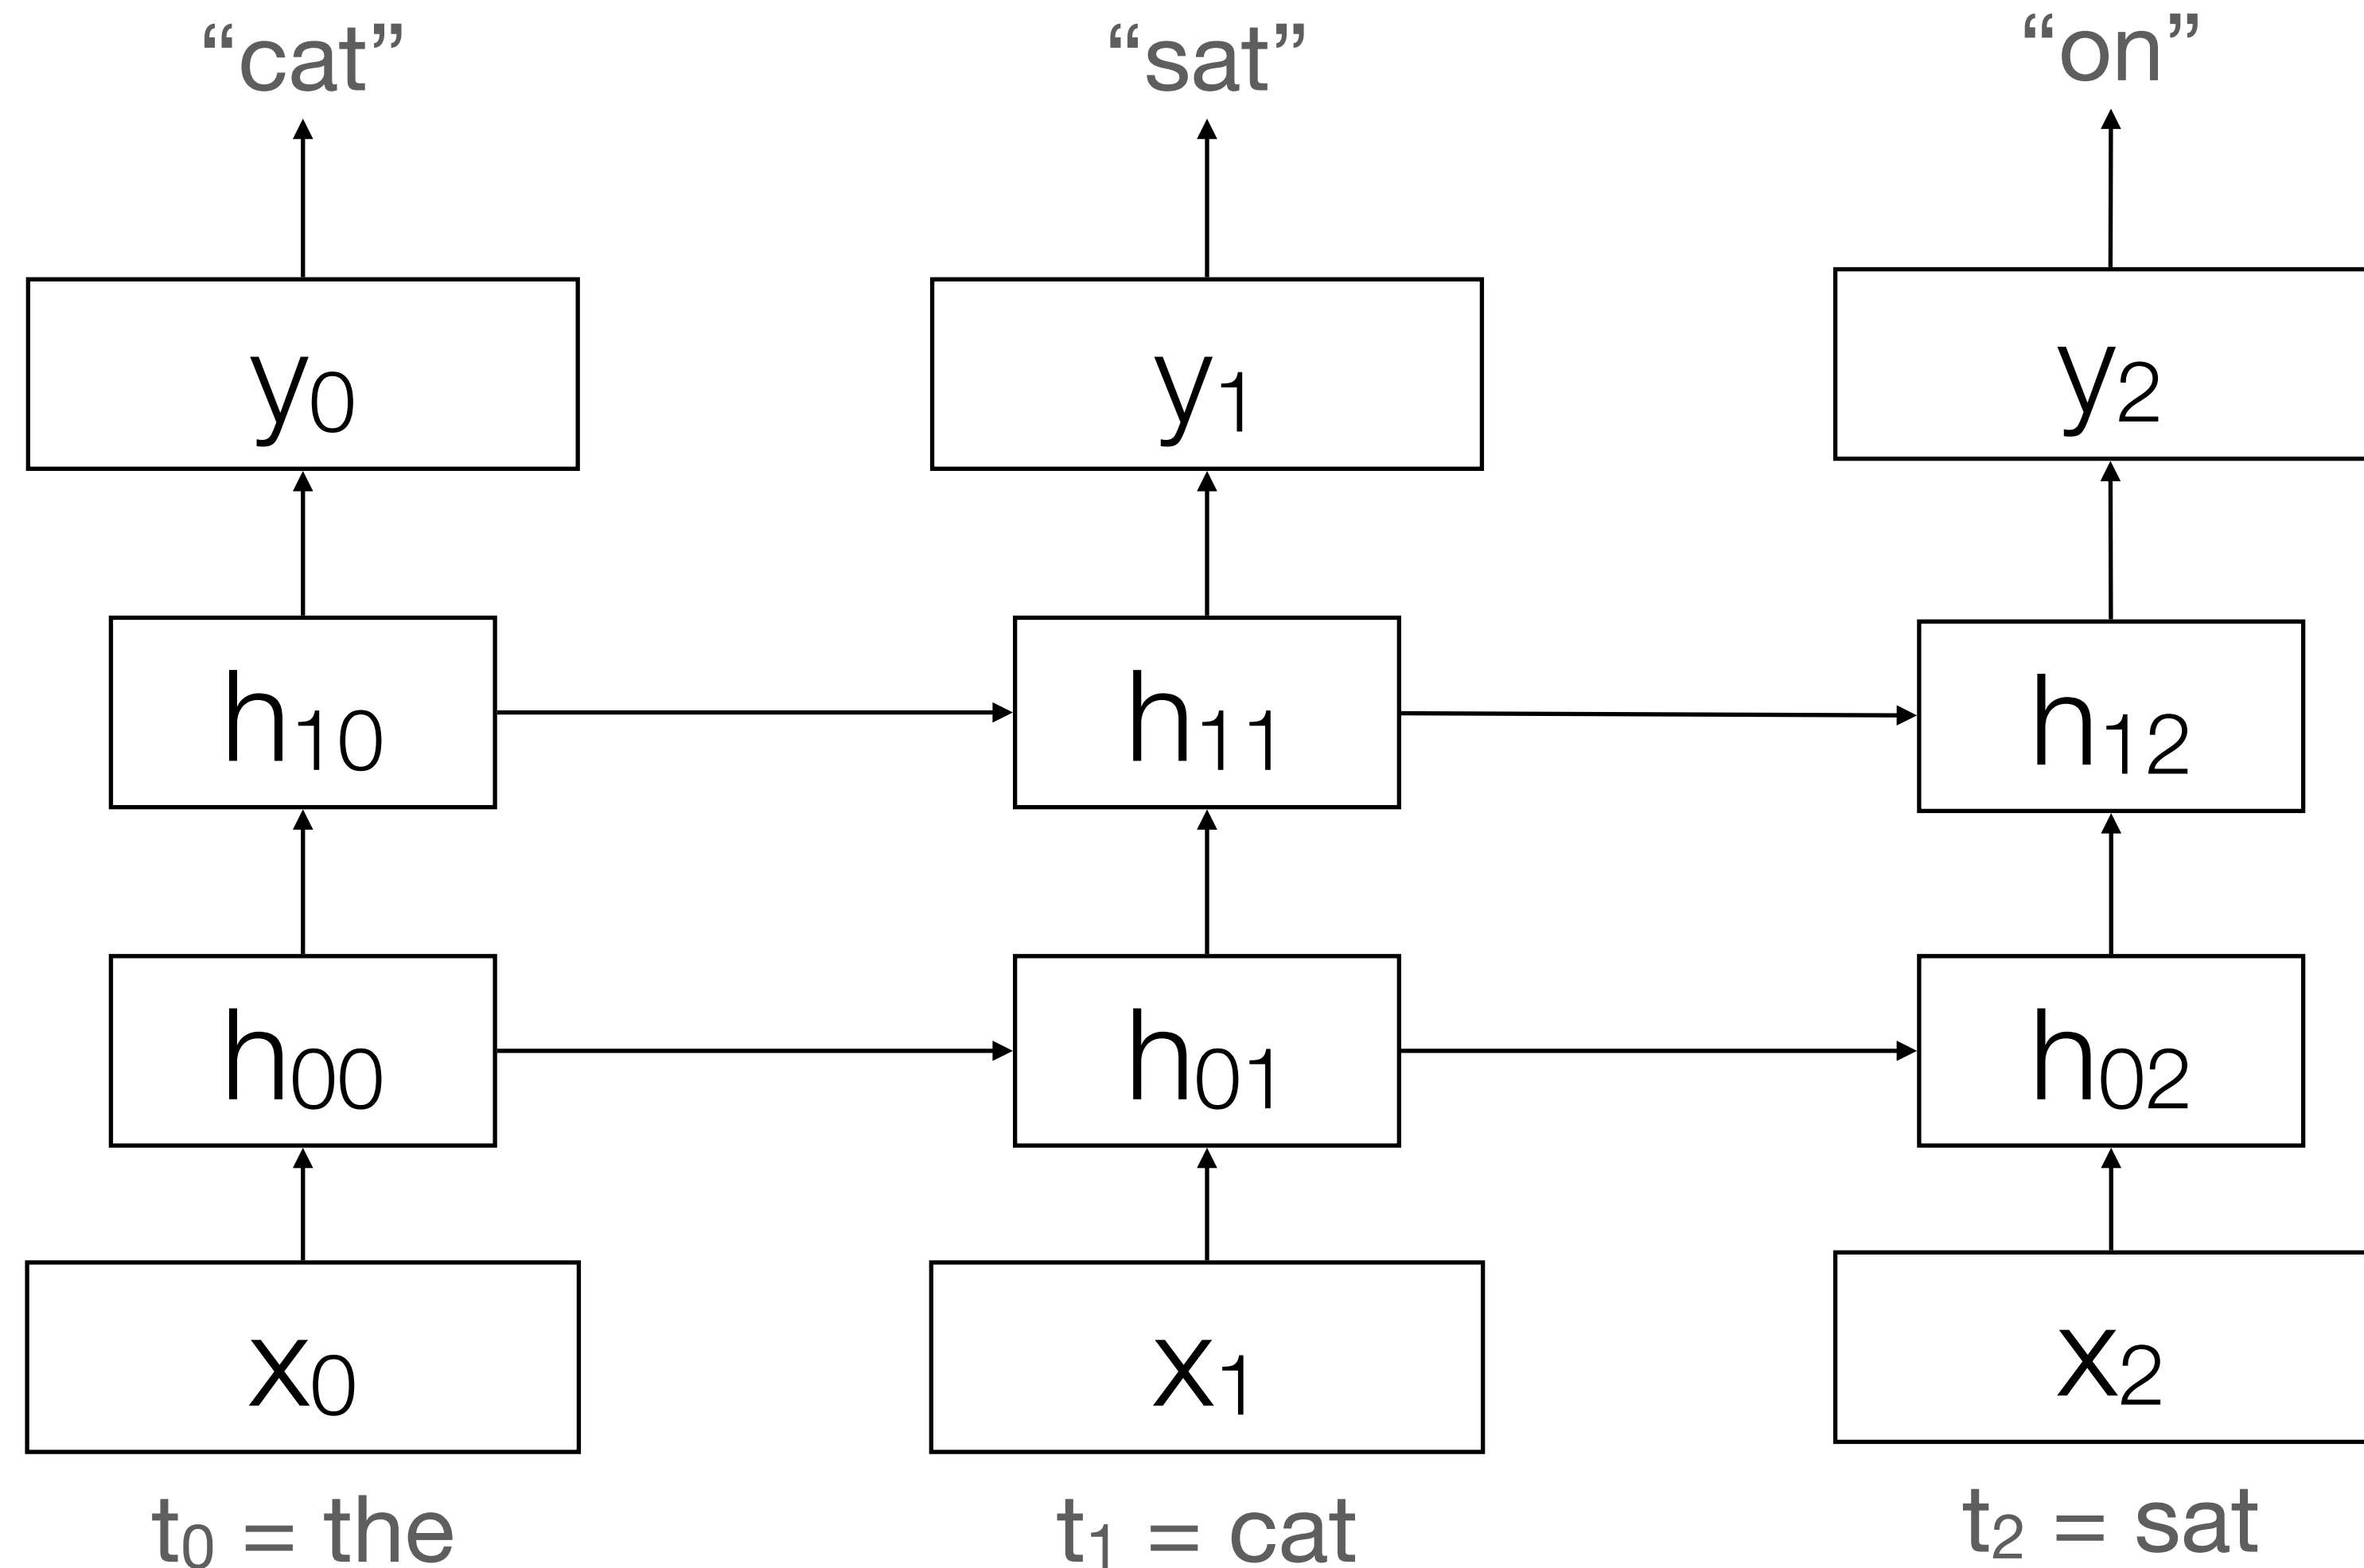 “cat” “sat” “on”
y0 y1 y2
h10 h11 h12
h00 h01 h02
x0 x1 x2
t0 = the t1 = cat t2 = sat